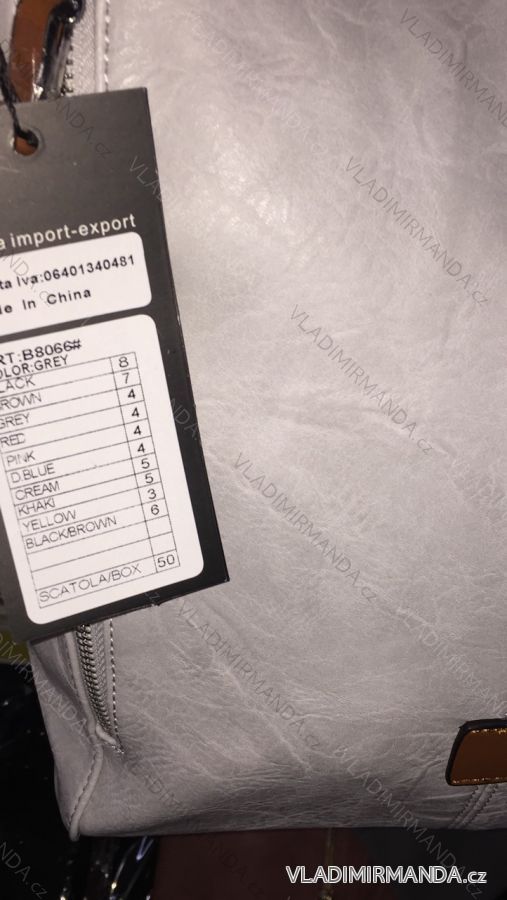 a import-export
ta Iva:06401340481
de In China
RT:B8066#
OLOR:GREY
LACK 8
ROWN 7
GREY 4
RED 4
PINK 4
D.BLUE 4
CREAM 5
KHAKI 5
YELLOW 3
BLACK/BROWN 6
SCATOLA/BOX 50
VLADIMIRMANDA.cz